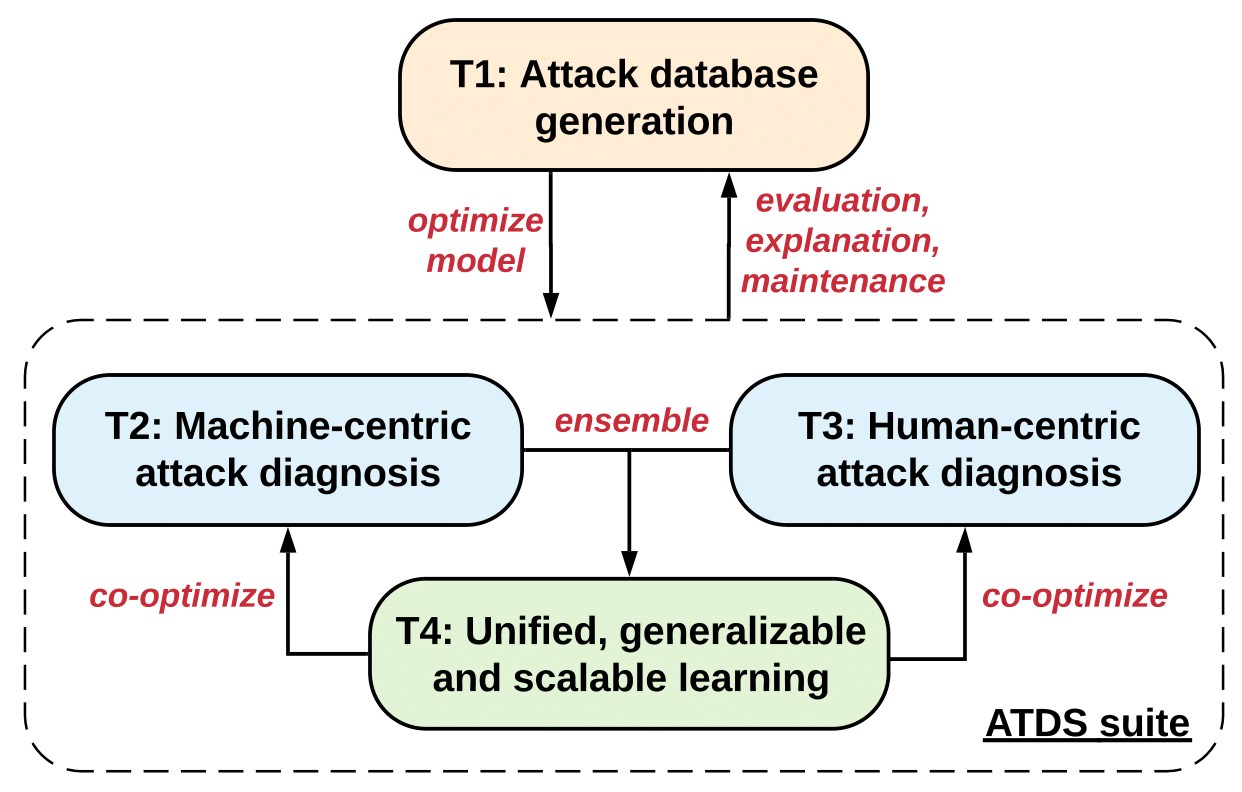 T1: Attack database
generation
optimize
model
evaluation,
explanation,
maintenance
T2: Machine-centric
attack diagnosis
ensemble
T3: Human-centric
attack diagnosis
co-optimize
T4: Unified, generalizable
and scalable learning
co-optimize
ATDS suite